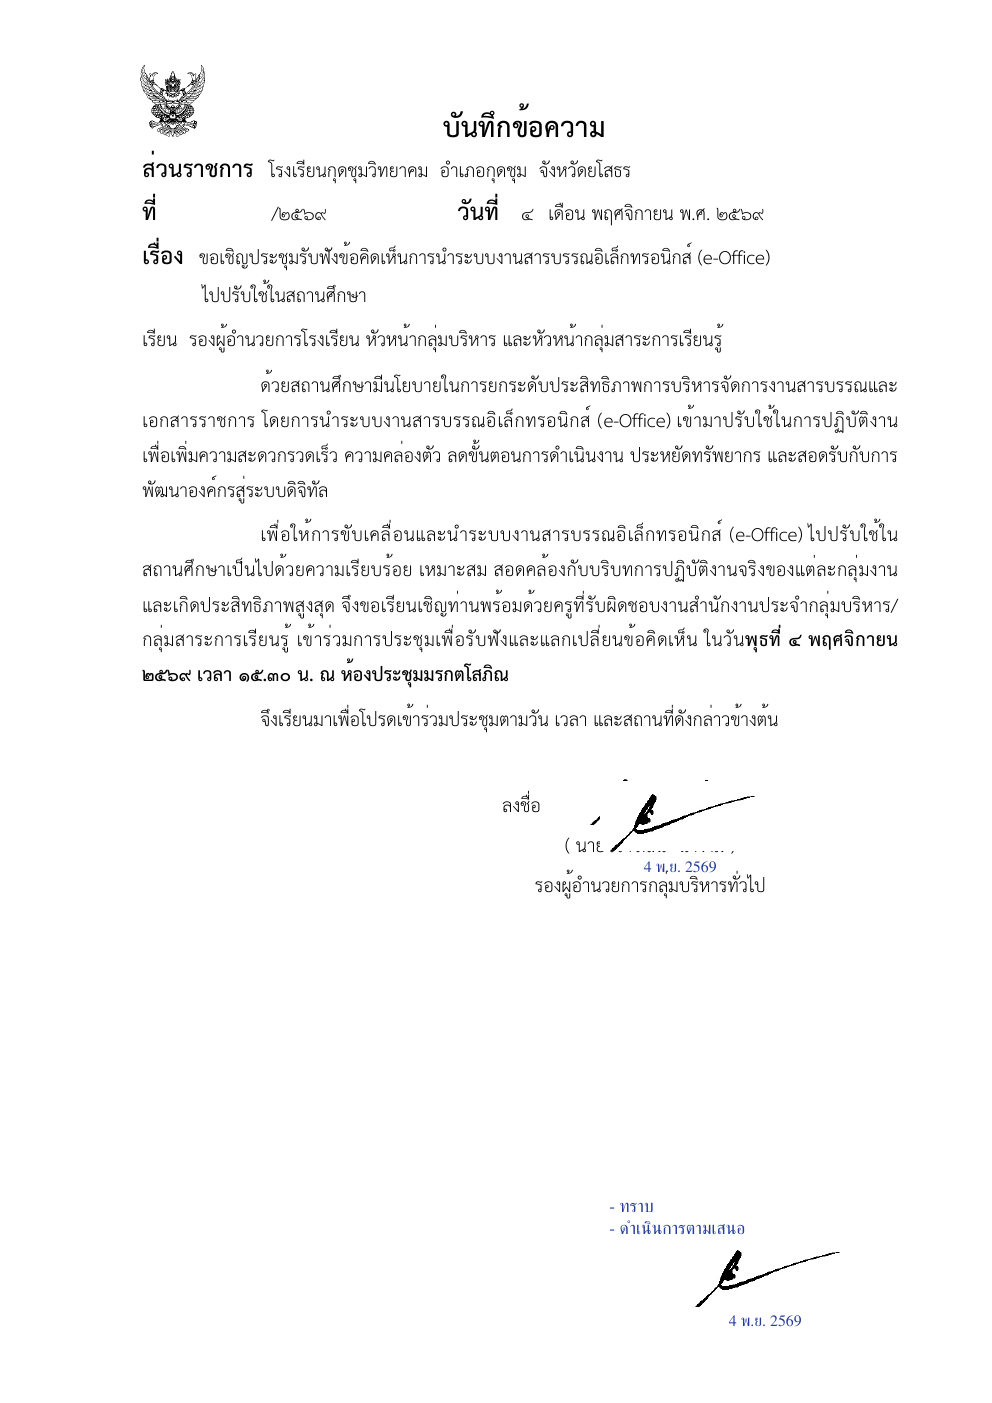 บันทึกข้อความ
ส่วนราชการ โรงเรียนกุดชุมวิทยาคม อำเภอกุดชุม จังหวัดยโสธร
ที่ /๒๕๖๙ วันที่ ๔ เดือน พฤศจิกายน พ.ศ. ๒๕๖๙
เรื่อง ขอเชิญประชุมรับฟังข้อคิดเห็นการนำระบบงานสารบรรณอิเล็กทรอนิกส์ (e-Office)
ไปปรับใช้ในสถานศึกษา
เรียน รองผู้อำนวยการโรงเรียน หัวหน้ากลุ่มบริหาร และหัวหน้ากลุ่มสาระการเรียนรู้
ด้วยสถานศึกษามีนโยบายในการยกระดับประสิทธิภาพการบริหารจัดการงานสารบรรณและ
เอกสารราชการ โดยการนำระบบงานสารบรรณอิเล็กทรอนิกส์ (e-Office) เข้ามาปรับใช้ในการปฏิบัติงาน
เพื่อเพิ่มความสะดวกรวดเร็ว ความคล่องตัว ลดขั้นตอนการดำเนินงาน ประหยัดทรัพยากร และสอดรับกับการ
พัฒนาองค์กรสู่ระบบดิจิทัล
เพื่อให้การขับเคลื่อนและนำระบบงานสารบรรณอิเล็กทรอนิกส์ (e-Office) ไปปรับใช้ใน
สถานศึกษาเป็นไปด้วยความเรียบร้อย เหมาะสม สอดคล้องกับบริบทการปฏิบัติงานจริงของแต่ละกลุ่มงาน
และเกิดประสิทธิภาพสูงสุด จึงขอเรียนเชิญท่านพร้อมด้วยครูที่รับผิดชอบงานสำนักงานประจำกลุ่มบริหาร/
กลุ่มสาระการเรียนรู้ เข้าร่วมการประชุมเพื่อรับฟังและแลกเปลี่ยนข้อคิดเห็น ในวันพุธที่ ๔ พฤศจิกายน
๒๕๖๙ เวลา ๑๕.๓๐ น. ณ ห้องประชุมมรกตโสภิณ
จึงเรียนมาเพื่อโปรดเข้าร่วมประชุมตามวัน เวลา และสถานที่ดังกล่าวข้างต้น
ลงชื่อ
( นาย )
4 พ.ย. 2569
รองผู้อำนวยการกลุ่มบริหารทั่วไป
- ทราบ
- ดำเนินการตามเสนอ
4 พ.ย. 2569